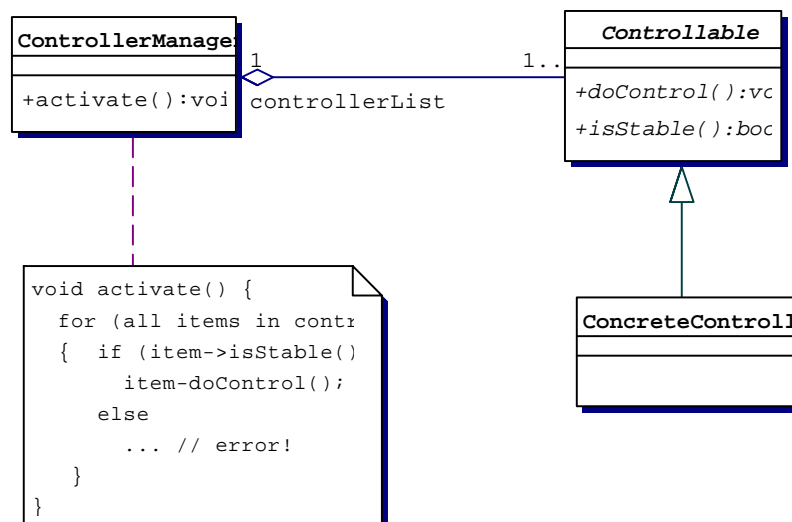 ControllerManager
+activate():voi
1
controllerList
1..
Controllable
+doControl():vo
+isStable():boo
ConcreteControll
void activate() {
for (all items in contr
{ if (item->isStable()
item-doControl();
else
... // error!
}
}